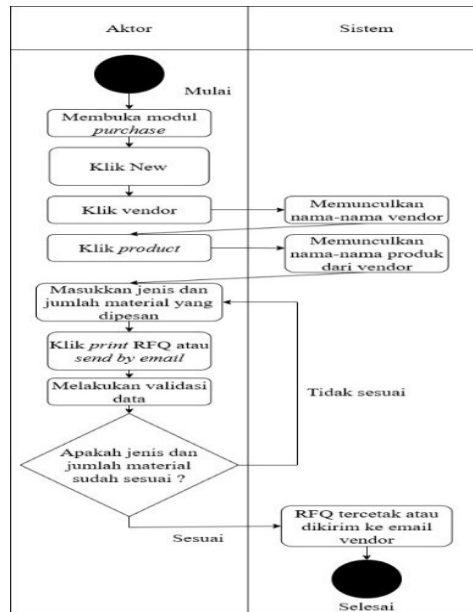 Aktor
Sistem
Mulai
Membuka modul
purchase
Klik New
Klik vendor
Memunculkan
nama-nama vendor
Klik product
Memunculkan
nama-nama produk
dari vendor
Masukkan jenis dan
jumlah material yang
dipesan
Klik print RFQ atau
send by email
Melakukan validasi
data
Tidak sesuai
Apakah jenis dan
jumlah material
sudah sesuai ?
Sesuai
RFQ tercetak atau
dikirim ke email
vendor
Selesai